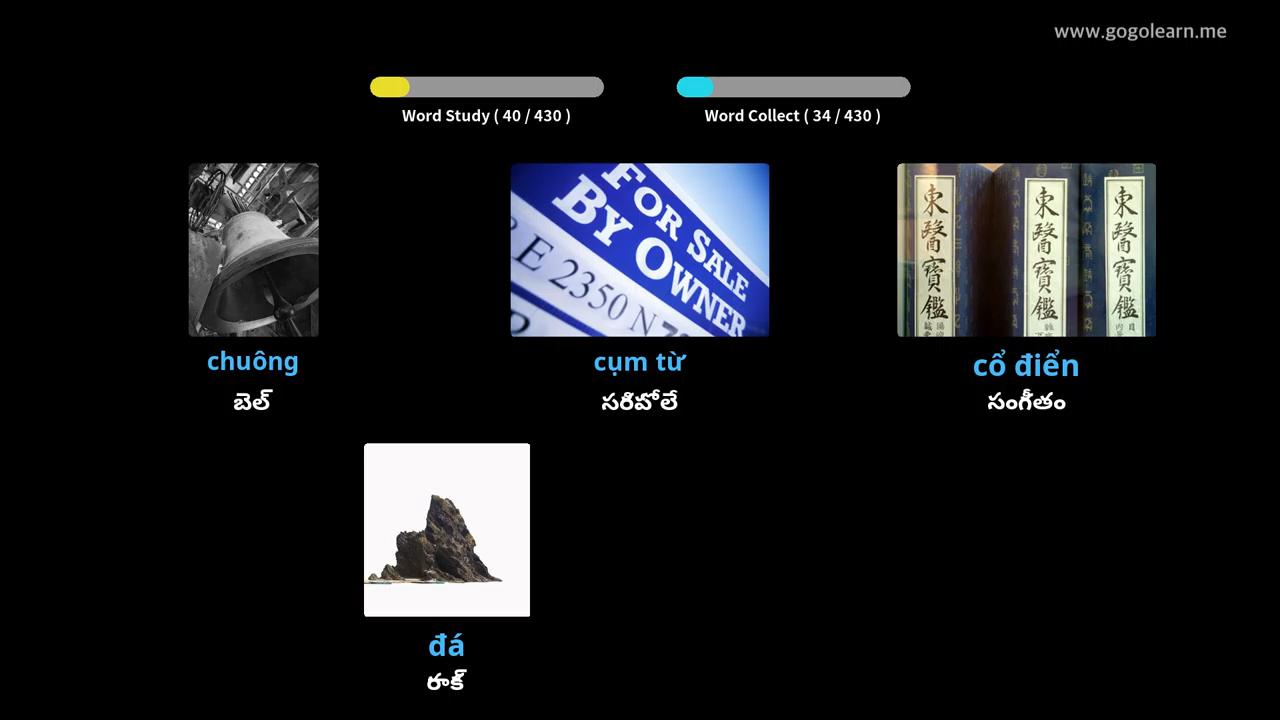 www.gogolearn.me
Word Study ( 40 / 430 )
Word Collect ( 34 / 430 )
FOR SALE
BY OWNER
E 2350 N
東醫寶鑑
東醫寶鑑
東醫寶鑑
chuông
cụm từ
cổ điển
బెల్
సరిపోలే
సంగీతం
đá
రాక్